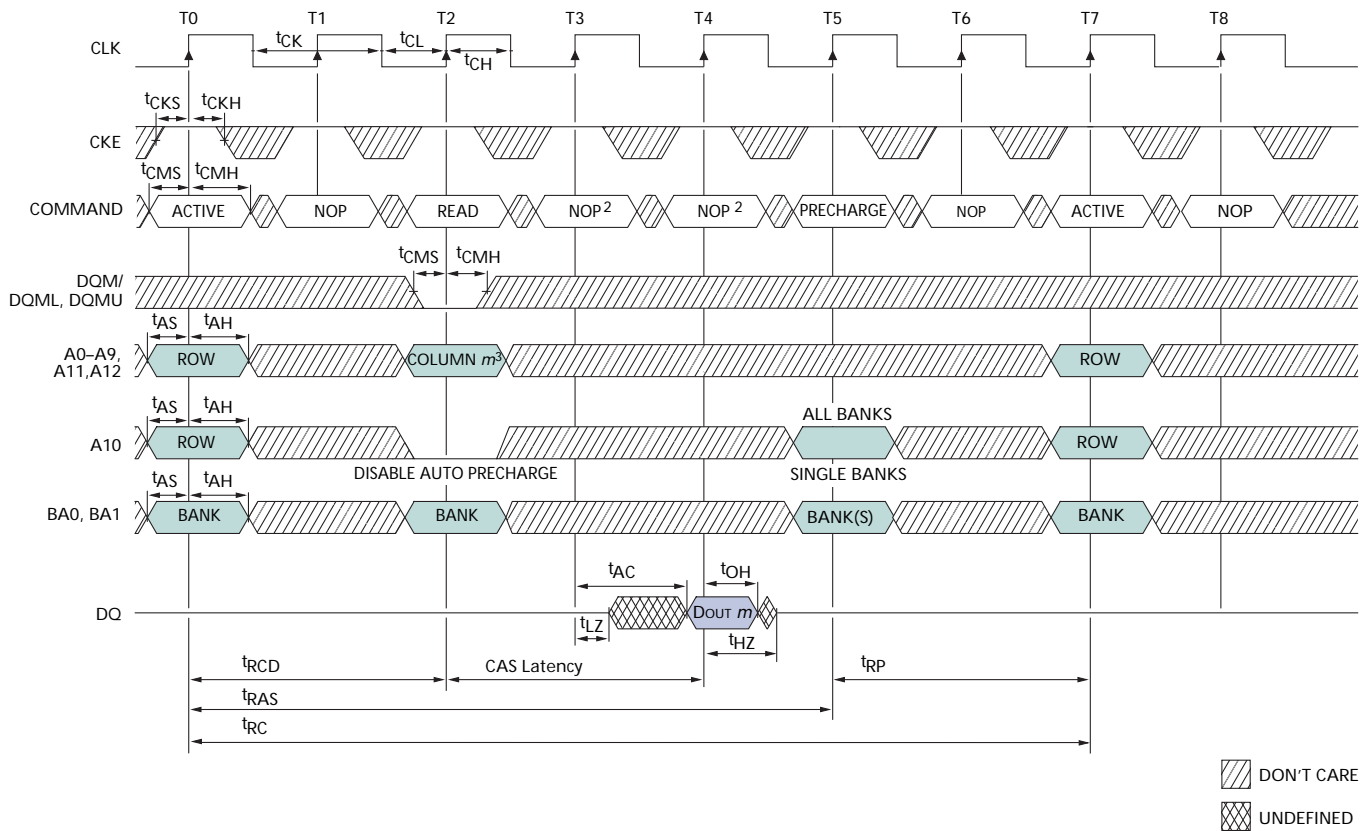 T0 T1 T2 T3 T4 T5 T6 T7 T8
CLK
tCK tCL
tCH
tCKS tCKH
CKE
tCMS tCMH
COMMAND ACTIVE NOP READ NOP 2 NOP 2 PRECHARGE NOP ACTIVE NOP
tCMS tCMH
DQM/
DQML, DQMU
tAS tAH
A0–A9,
A11,A12
ROW COLUMN m3 ROW
tAS tAH
ALL BANKS
A10 ROW ROW
DISABLE AUTO PRECHARGE SINGLE BANKS
tAS tAH
BA0, BA1 BANK BANK BANK(S) BANK
tAC tOH
DQ DOUT m
tLZ tHZ
tRCD CAS Latency tRP
tRAS
tRC
DON'T CARE
UNDEFINED